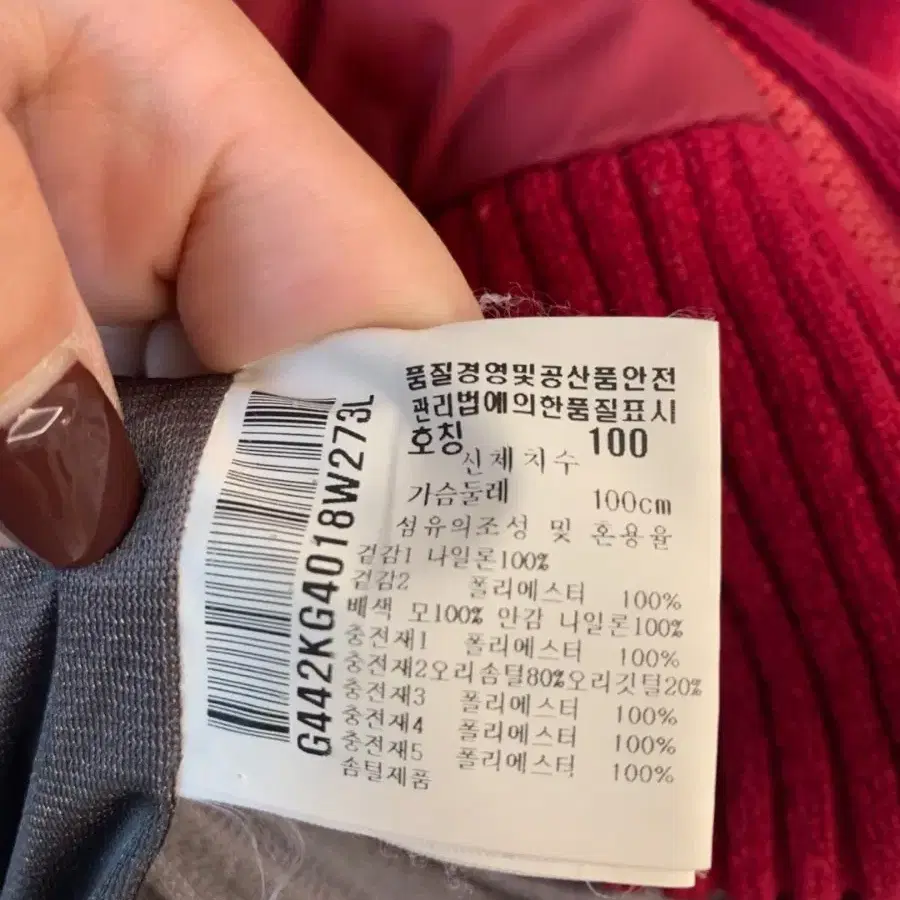 품질경영및공산품안전
관리법에의한품질표시
호칭 100
신체치수
가슴둘레 100cm
섬유의조성 및 혼용율
겉감1 나일론100%
겉감2 폴리에스터 100%
배색 모100% 안감 나일론100%
충전재1 폴리에스터 100%
충전재2오리솜털80%오리깃털20%
충전재3 폴리에스터 100%
충전재4 폴리에스터 100%
충전재5 폴리에스터 100%
솜털제품
G442KG4018W273L